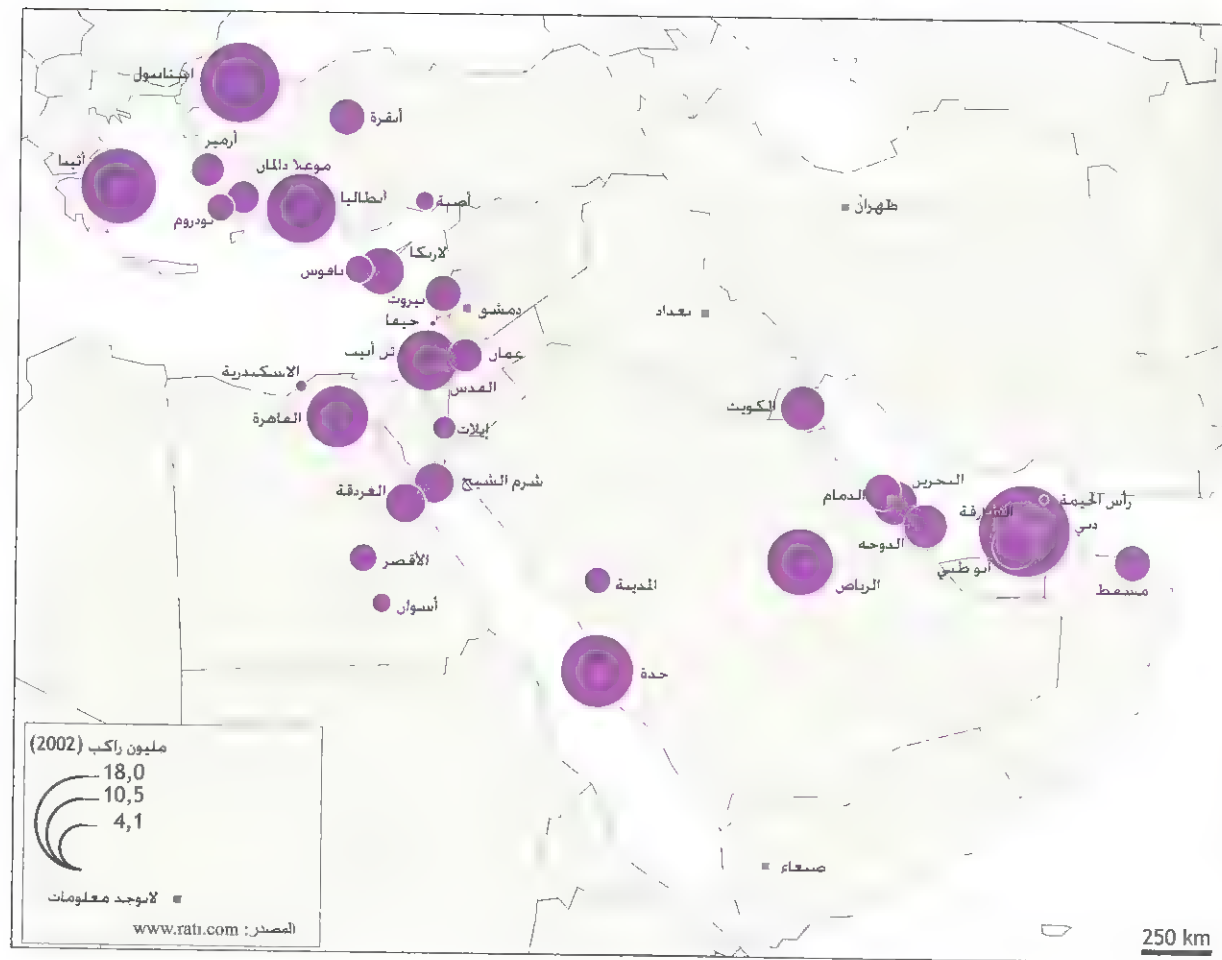 استانبول
أنقرة
أزمير
أثينا
موغلا دالمان
أنطاليا
أضنة
بودروم
طهران
لارنكا
بافوس
بيروت
دمشق
حيفا
بغداد
تل أبيب
عمان
القدس
الاسكندرية
القاهرة
الكويت
إيلات
شرم الشيخ
الغردقة
البحرين
الدمام
رأس الخيمة
الشارقة
دبي
الدوحة
أبو ظبي
مسقط
الأقصر
المدينة
الرياض
أسوان
جدة
صنعاء
مليون راكب (2002)
18,0
10,5
4,1
لايوجد معلومات
المصدر: www.rati.com
250 km